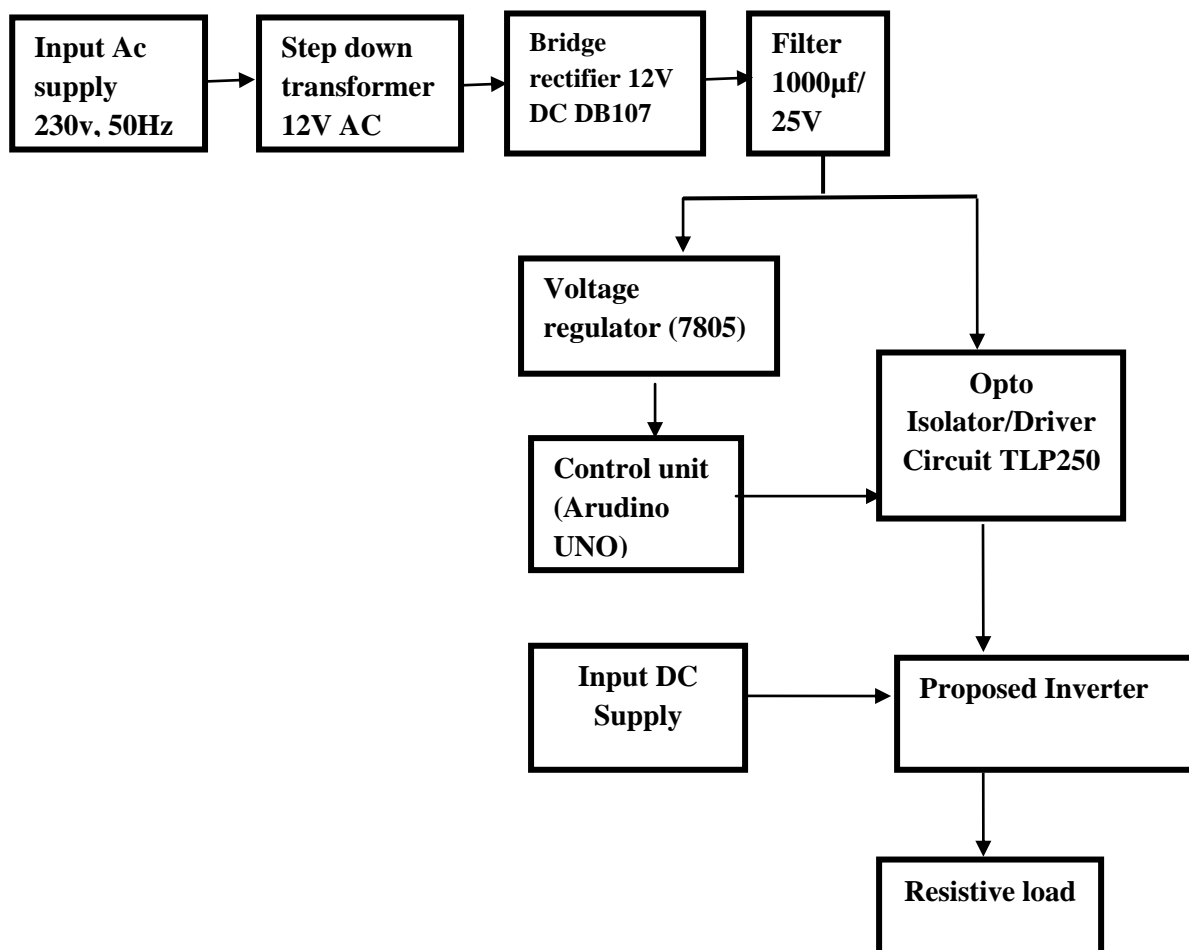 Input Ac
supply
230v, 50Hz
Step down
transformer
12V AC
Bridge
rectifier 12V
DC DB107
Filter
1000µf/
25V
Voltage
regulator (7805)
Opto
Isolator/Driver
Circuit TLP250
Control unit
(Arudino
UNO)
Input DC
Supply
Proposed Inverter
Resistive load